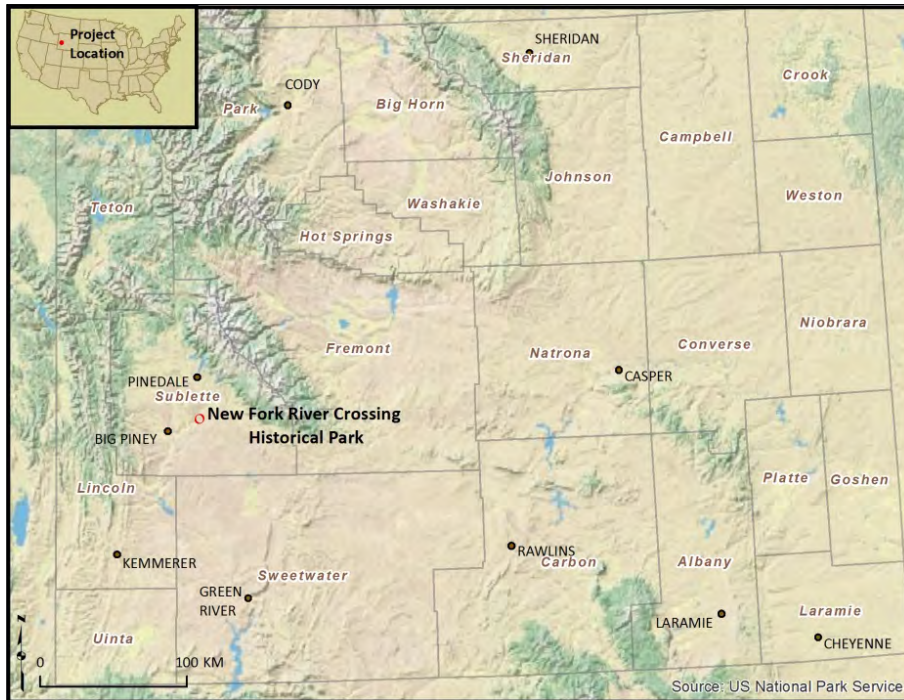 Project
Location
SHERIDAN
Sheridan
CODY
Park
Big Horn
Crook
Campbell
Johnson
Weston
Teton
Washakie
Hot Springs
Fremont
Natrona
Converse
Niobrara
PINEDALE
Sublette
CASPER
New Fork River Crossing
Historical Park
BIG PINEY
Lincoln
Platte
Goshen
KEMMERER
RAWLINS
Carbon
Albany
Sweetwater
GREEN
RIVER
Uinta
LARAMIE
Laramie
CHEYENNE
N
0
100 KM
Source: US National Park Service